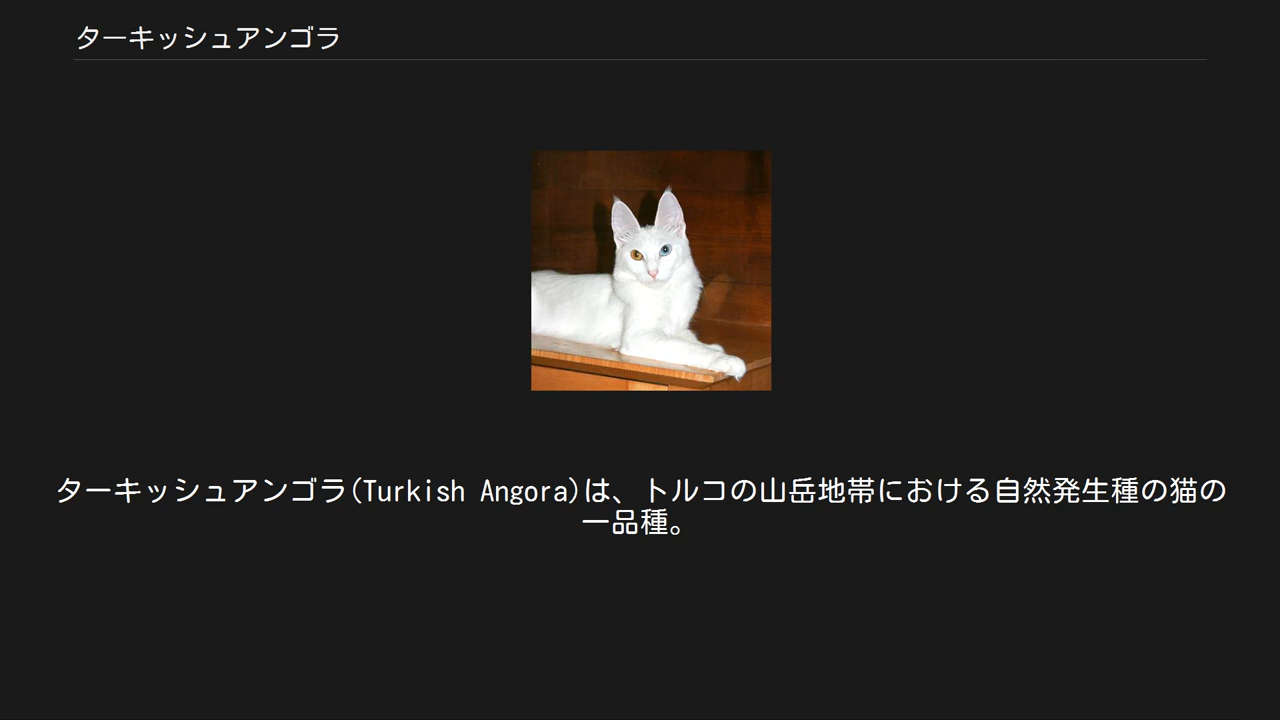 ターキッシュアンゴラ
ターキッシュアンゴラ(Turkish Angora)は、トルコの山岳地帯における自然発生種の猫の
一品種。